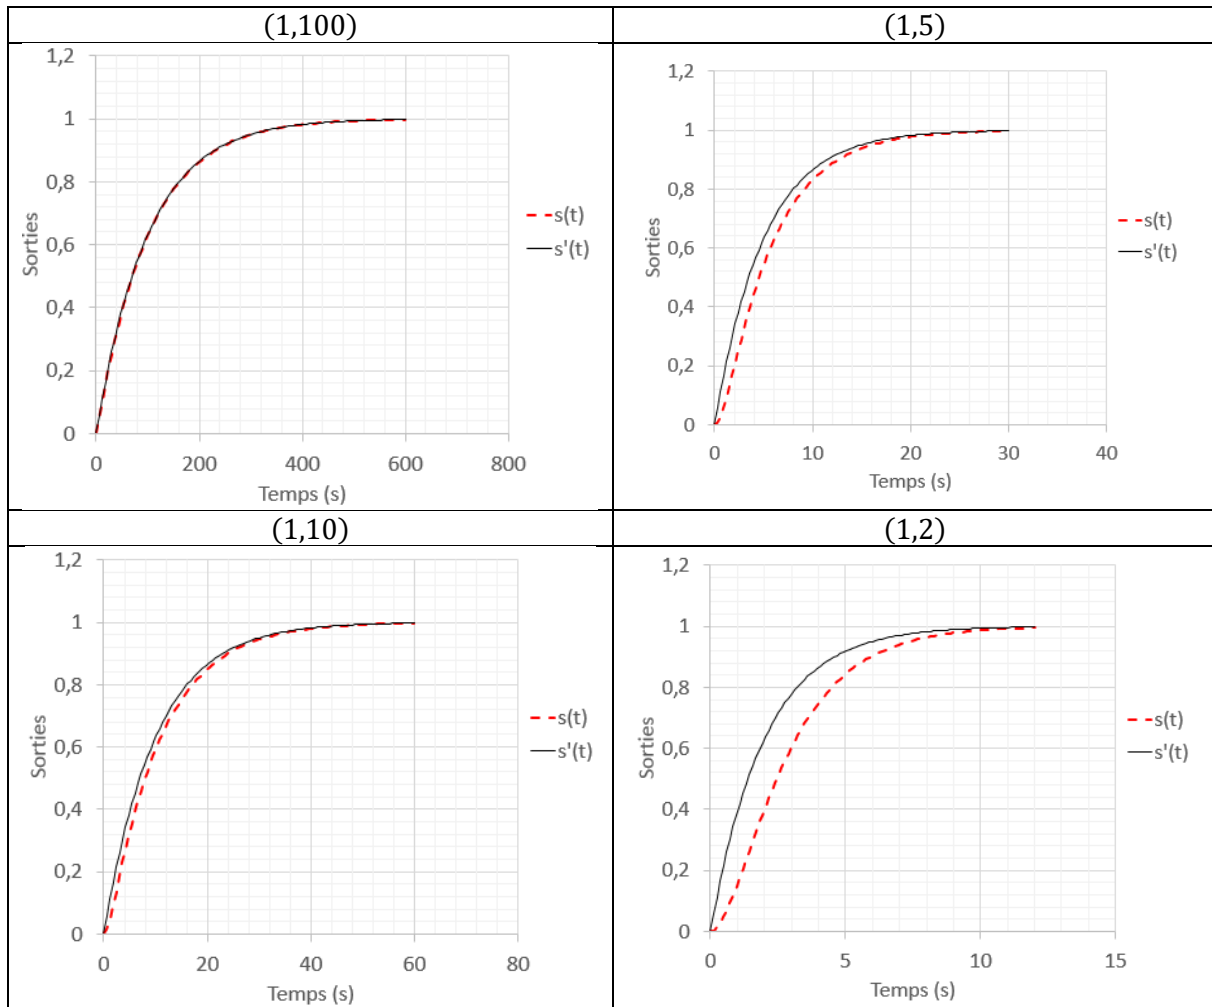 (1,100)
1,2
1
0,8
0,6
0,4
0,2
0
0 200 400 600 800
Sorties
Temps (s)
s(t)
s'(t)
(1,5)
1,2
1
0,8
0,6
0,4
0,2
0
0 10 20 30 40
Sorties
Temps (s)
s(t)
s'(t)
(1,10)
1,2
1
0,8
0,6
0,4
0,2
0
0 20 40 60 80
Sorties
Temps (s)
s(t)
s'(t)
(1,2)
1,2
1
0,8
0,6
0,4
0,2
0
0 5 10 15
Sorties
Temps (s)
s(t)
s'(t)